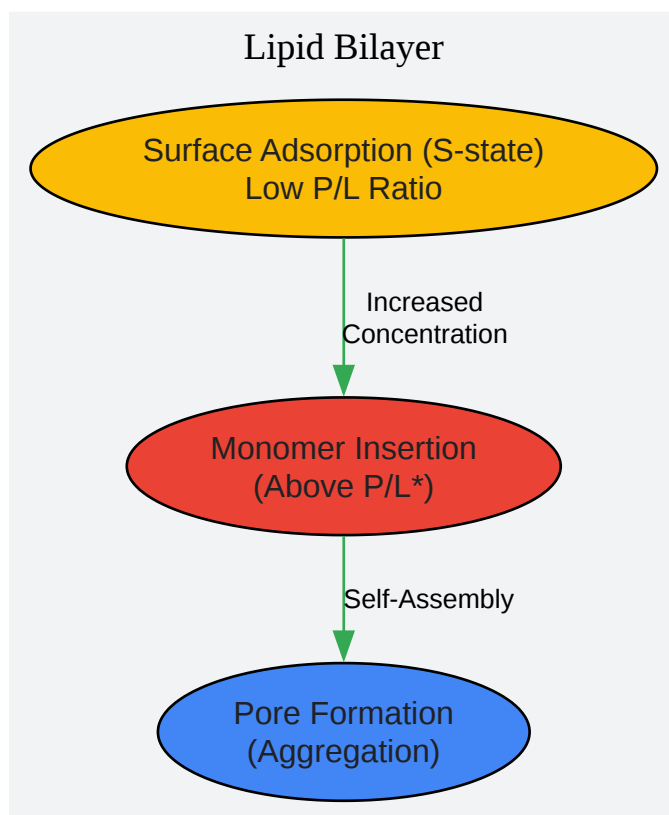 Lipid Bilayer
Surface Adsorption (S-state)
Low P/L Ratio
Increased
Concentration
Monomer Insertion
(Above P/L*)
Self-Assembly
Pore Formation
(Aggregation)